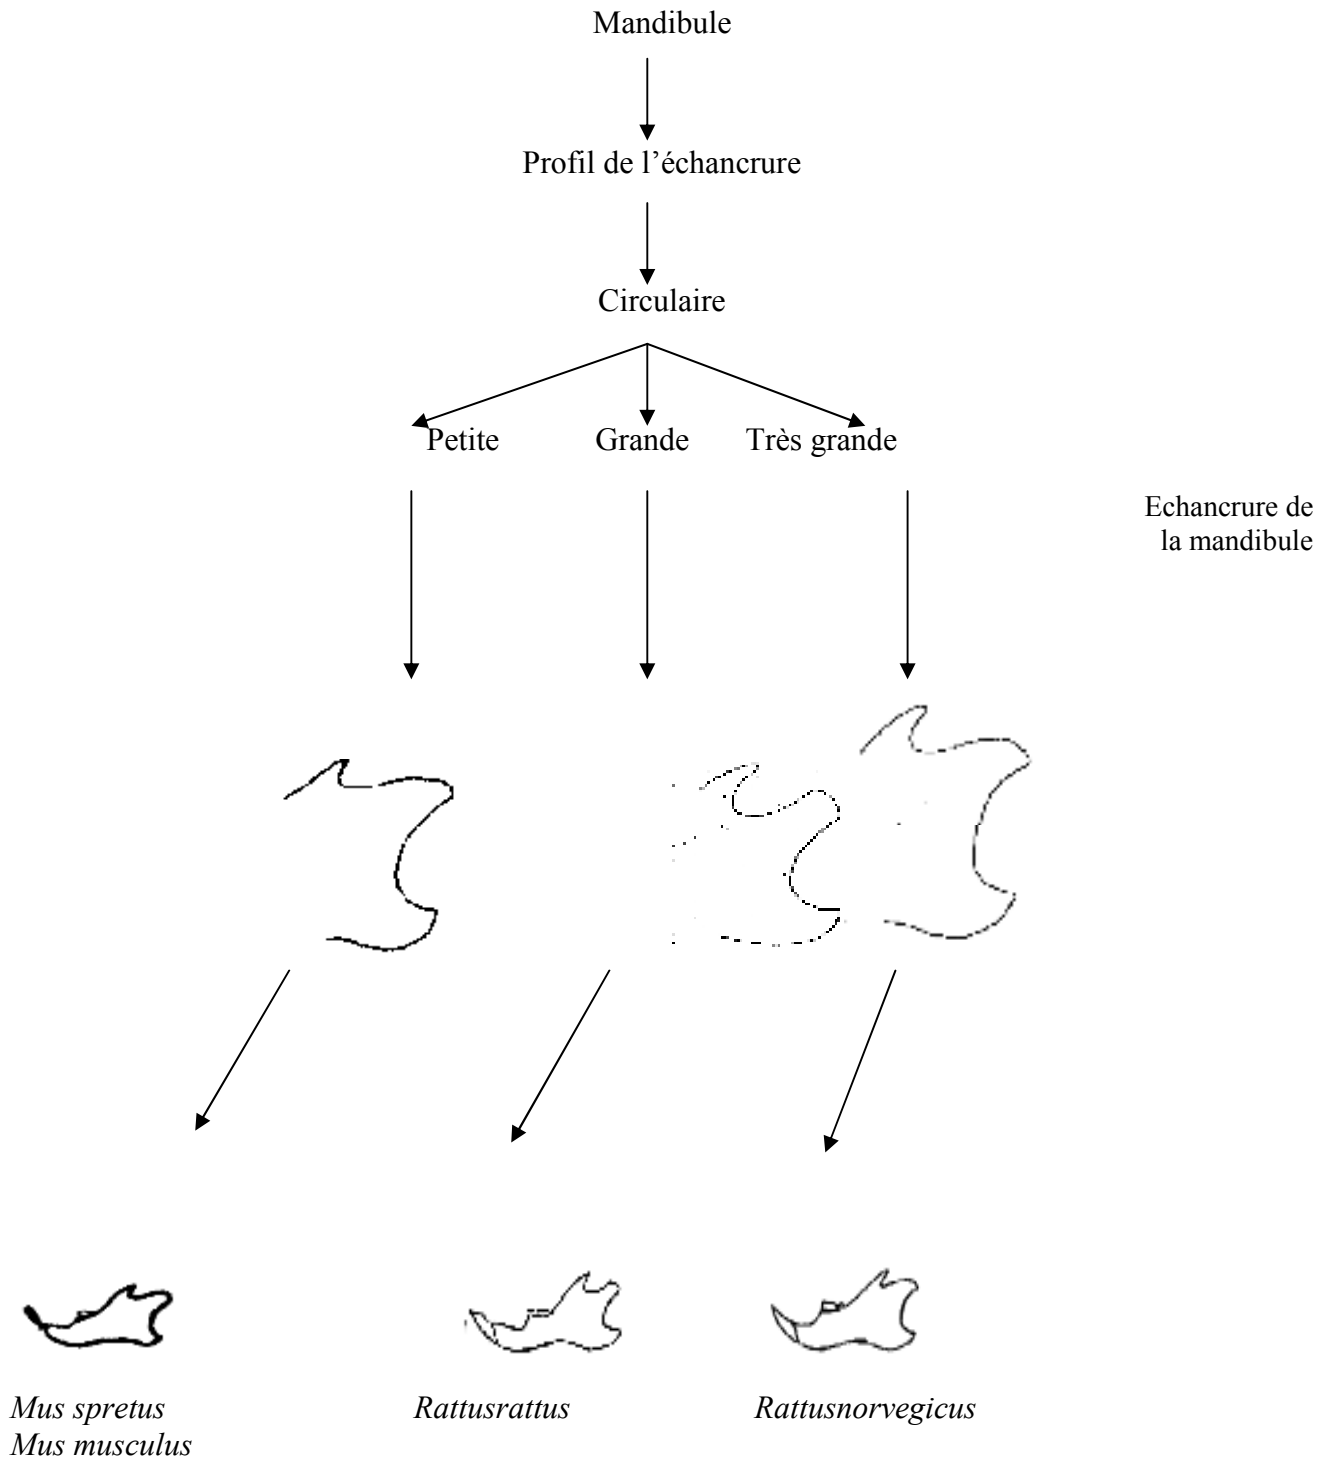 Mandibule
Profil de l’échancrure
Circulaire
Petite Grande Très grande
Echancrure de
la mandibule
Mus spretus Rattusrattus Rattusnorvegicus
Mus musculus